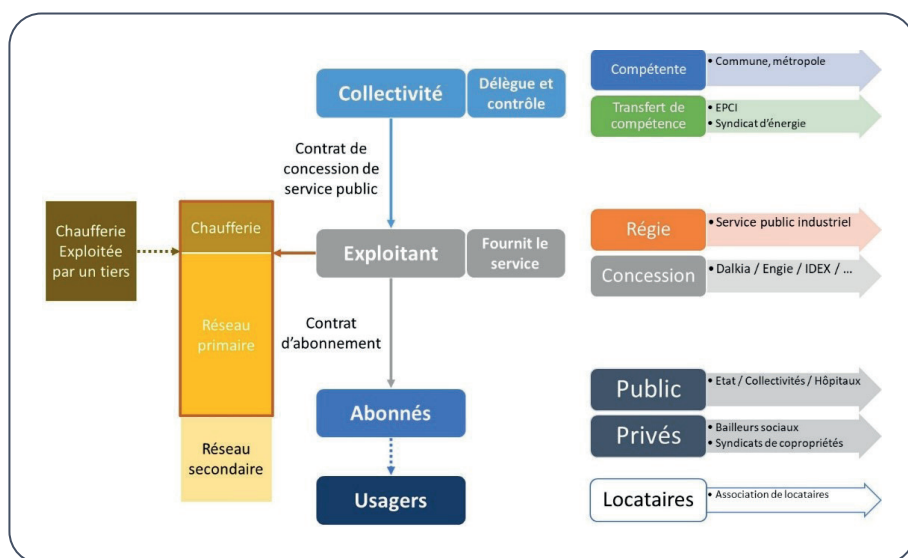 Collectivité
Délègue et
contrôle
Compétente
• Commune, métropole
Transfert de
compétence
• EPCI
• Syndicat d'énergie
Contrat de
concession de
service public
Chaufferie
Exploitée
par un tiers
Chaufferie
Exploitant
Fournit le
service
Régie
• Service public industriel
Concession
• Dalkia / Engie / IDEX / ...
Réseau
primaire
Contrat
d'abonnement
Abonnés
Public
• Etat / Collectivités / Hôpitaux
Privés
• Bailleurs sociaux
• Syndicats de copropriétés
Réseau
secondaire
Usagers
Locataires
• Association de locataires